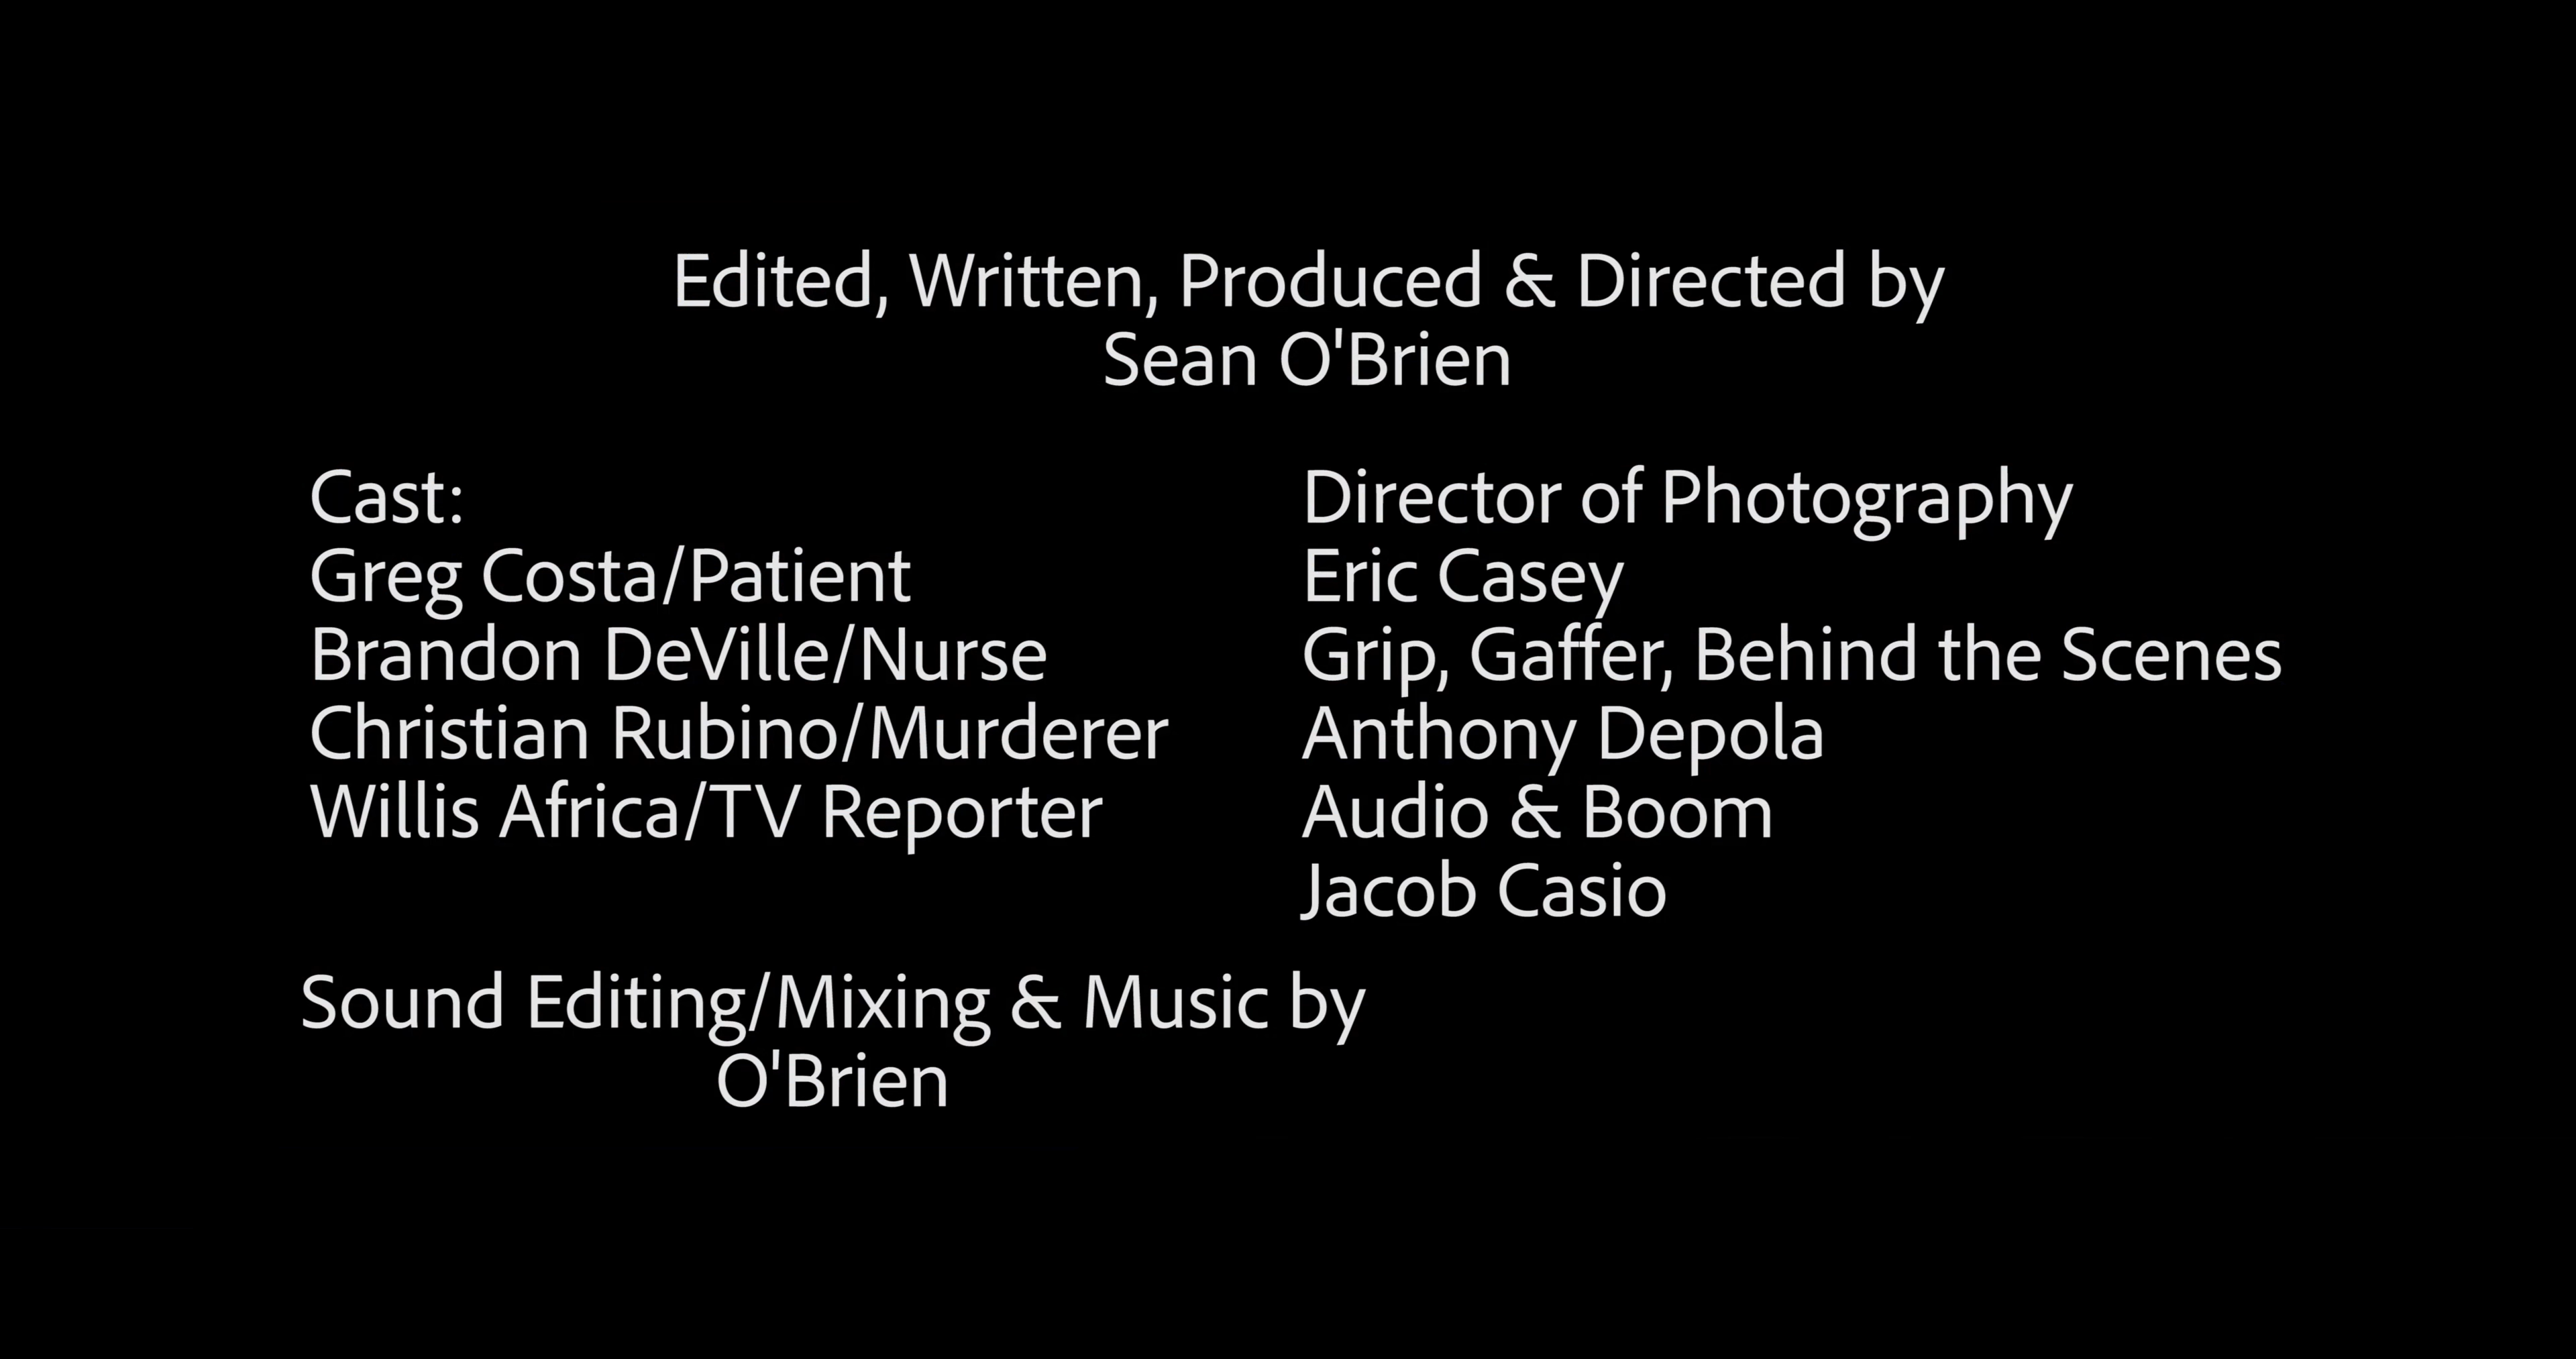 Edited, Written, Produced & Directed by
Sean O'Brien
Cast:
Greg Costa/Patient
Brandon DeVille/Nurse
Christian Rubino/Murderer
Willis Africa/TV Reporter
Director of Photography
Eric Casey
Grip, Gaffer, Behind the Scenes
Anthony Depola
Audio & Boom
Jacob Casio
Sound Editing/Mixing & Music by
O'Brien